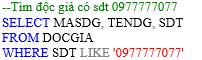 --Tìm độc giả có sdt 0977777077
SELECT MASDG, TENDG, SDT
FROM DOCGIA
WHERE SDT LIKE '0977777077'